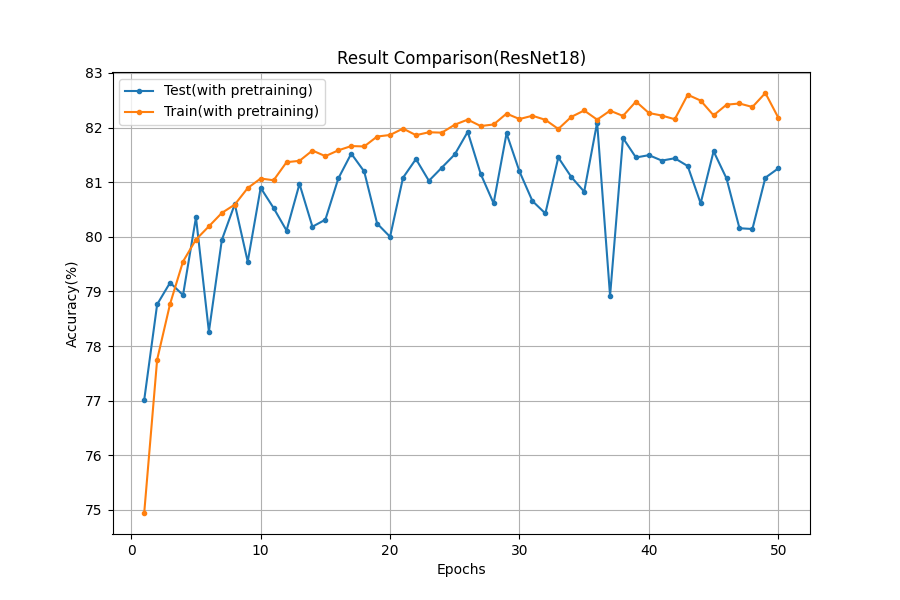 Result Comparison(ResNet18)
Test(with pretraining)
Train(with pretraining)
83
82
81
80
79
78
77
76
75
Accuracy(%)
0 10 20 30 40 50
Epochs